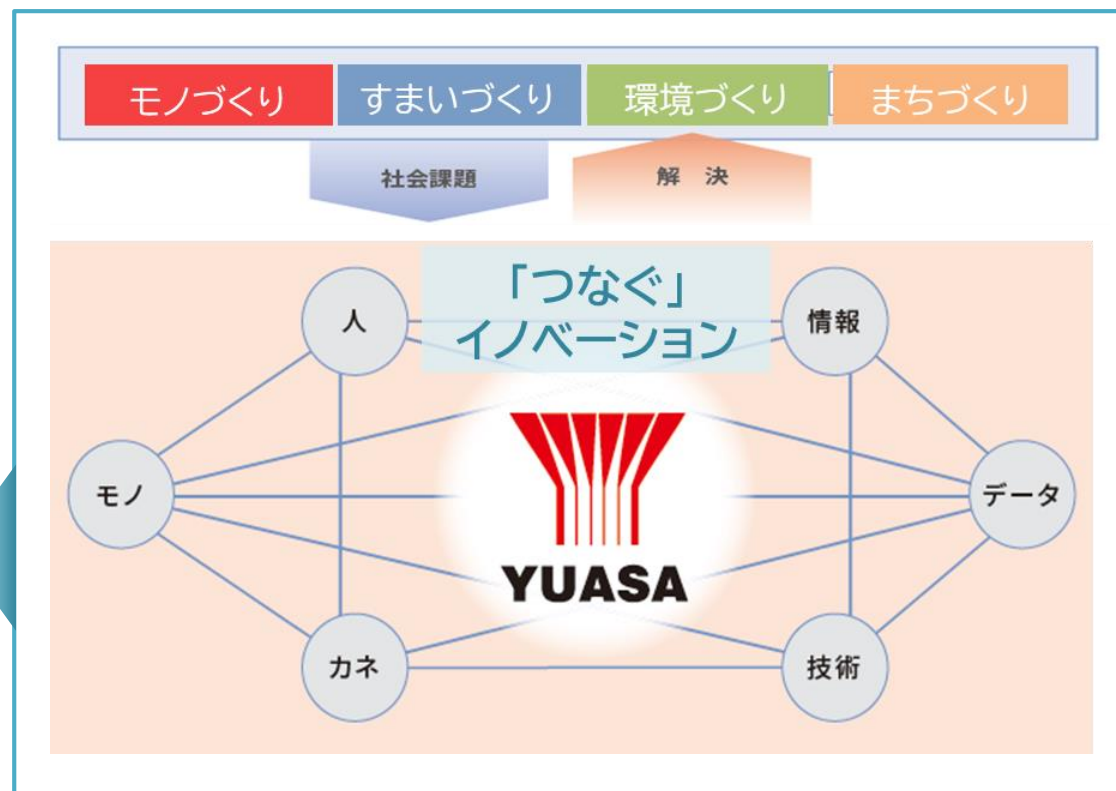 モノづくり
すまいづくり
環境づくり
まちづくり
社会課題
解 決
「つなぐ」
イノベーション
人
情報
モノ
データ
YUASA
カネ
技術